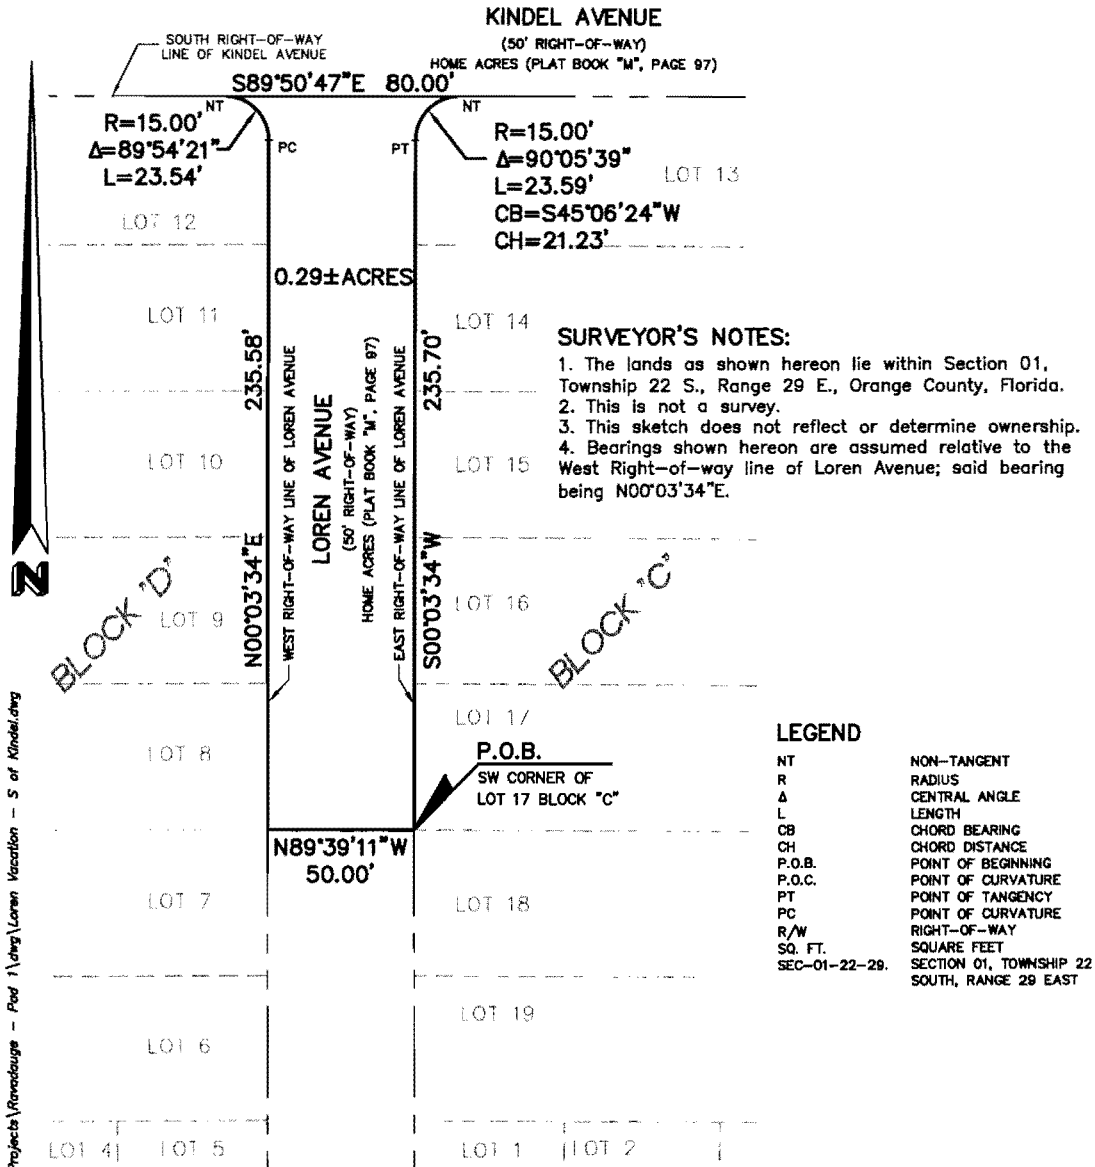 KINDEL AVENUE
(50' RIGHT-OF-WAY)
HOME ACRES (PLAT BOOK "M", PAGE 97)
SOUTH RIGHT-OF-WAY
LINE OF KINDEL AVENUE
S89°50'47"E 80.00'
NT
NT
R=15.00'
Δ=89°54'21"
L=23.54'
PC
PT
R=15.00'
Δ=90°05'39"
L=23.59'
CB=S45°06'24"W
CH=21.23'
LOT 13
LOT 12
0.29±ACRES
LOT 11
LOT 14
235.58'
N00°03'34"E
WEST RIGHT-OF-WAY LINE OF LOREN AVENUE
LOREN AVENUE
(50' RIGHT-OF-WAY)
HOME ACRES (PLAT BOOK "M", PAGE 97)
EAST RIGHT-OF-WAY LINE OF LOREN AVENUE
235.70'
S00°03'34"W
SURVEYOR'S NOTES:
1. The lands as shown hereon lie within Section 01,
Township 22 S., Range 29 E., Orange County, Florida.
2. This is not a survey.
3. This sketch does not reflect or determine ownership.
4. Bearings shown hereon are assumed relative to the
West Right-of-way line of Loren Avenue; said bearing
being N00°03'34"E.
LOT 10
LOT 15
N
BLOCK "D"
LOT 9
LOT 16
BLOCK "C"
LOT 17
LOT 8
P.O.B.
SW CORNER OF
LOT 17 BLOCK "C"
N89°39'11"W
50.00'
LOT 7
LOT 18
LEGEND
NT NON-TANGENT
R RADIUS
Δ CENTRAL ANGLE
L LENGTH
CB CHORD BEARING
CH CHORD DISTANCE
P.O.B. POINT OF BEGINNING
P.O.C. POINT OF CURVATURE
PT POINT OF TANGENCY
PC POINT OF CURVATURE
R/W RIGHT-OF-WAY
SQ. FT. SQUARE FEET
SEC-01-22-29. SECTION 01, TOWNSHIP 22
SOUTH, RANGE 29 EAST
LOT 19
LOT 6
LOT 4
LOT 5
LOT 1
LOT 2
Projects\Ravadauge - Pod 1\dwg\Loren Vacation - S of Kindel.dwg